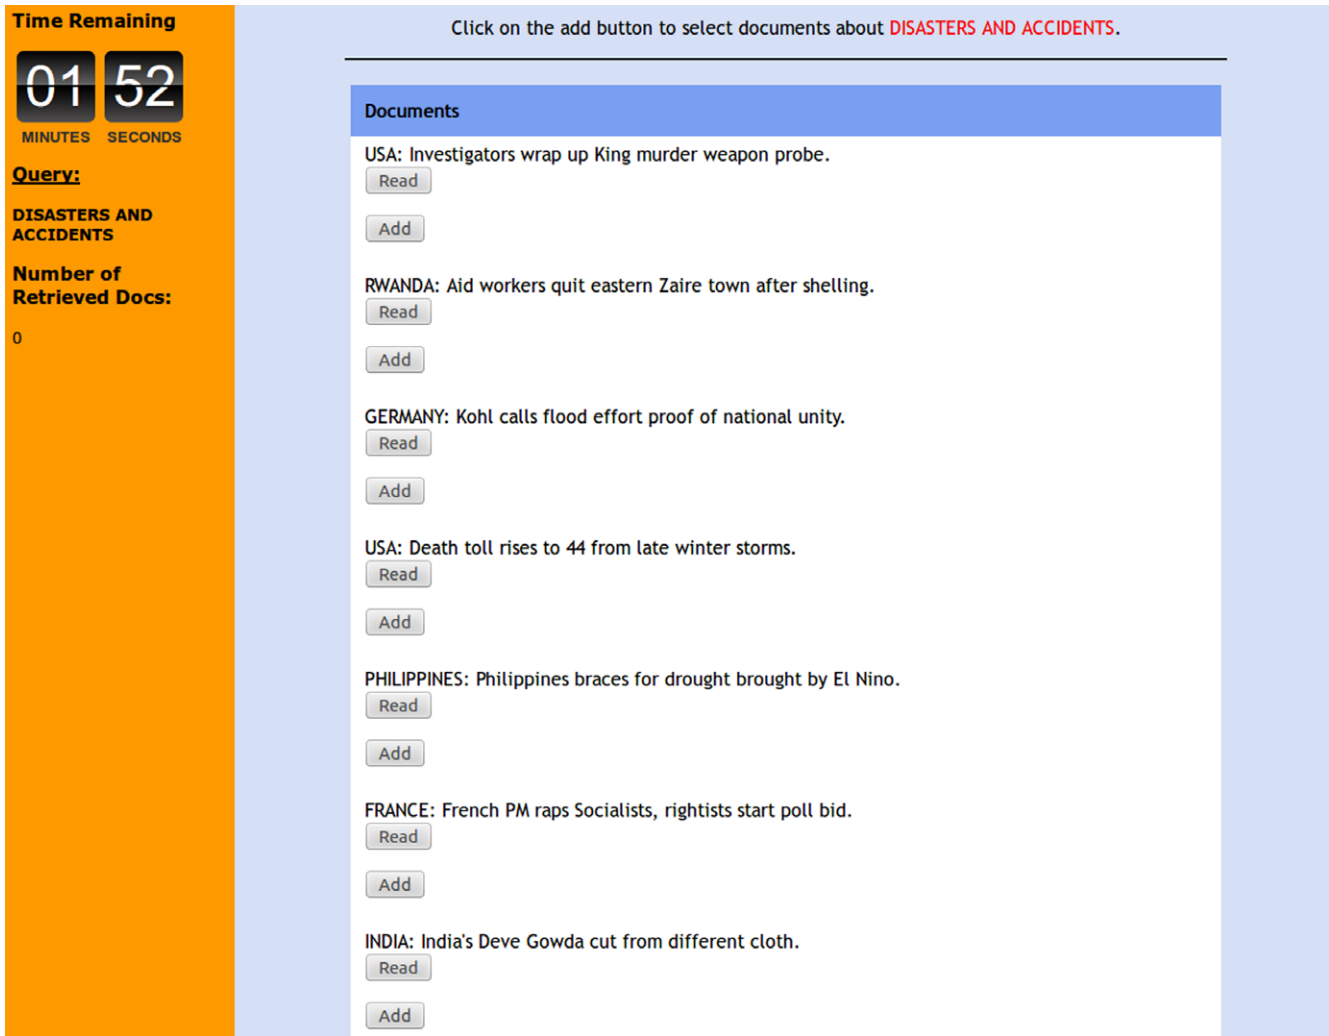 Time Remaining
01 52
MINUTES SECONDS
Query:
DISASTERS AND
ACCIDENTS
Number of
Retrieved Docs:
0
Click on the add button to select documents about DISASTERS AND ACCIDENTS.
Documents
USA: Investigators wrap up King murder weapon probe.
Read
Add
RWANDA: Aid workers quit eastern Zaire town after shelling.
Read
Add
GERMANY: Kohl calls flood effort proof of national unity.
Read
Add
USA: Death toll rises to 44 from late winter storms.
Read
Add
PHILIPPINES: Philippines braces for drought brought by El Nino.
Read
Add
FRANCE: French PM raps Socialists, rightists start poll bid.
Read
Add
INDIA: India's Deve Gowda cut from different cloth.
Read
Add